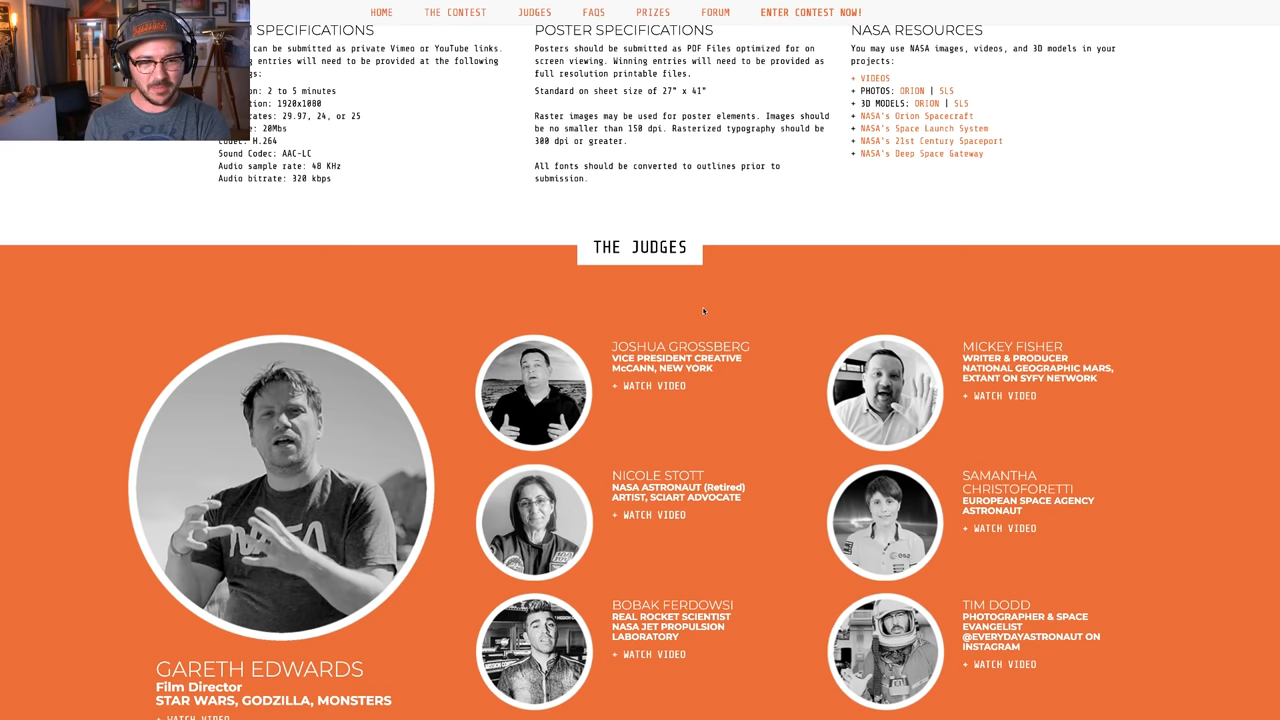 HOME THE CONTEST JUDGES FAQS PRIZES FORUM ENTER CONTEST NOW!
SPECIFICATIONS
can be submitted as private Vimeo or YouTube links.
entries will need to be provided at the following
2 to 5 minutes
1920x1080
29.97, 24, or 25
20Mbs
Codec: H.264
Sound Codec: AAC-LC
Audio sample rate: 48 KHz
Audio bitrate: 320 kbps
POSTER SPECIFICATIONS
Posters should be submitted as PDF Files optimized for on
screen viewing. Winning entries will need to be provided as
full resolution printable files.
Standard on sheet size of 27" x 41"
Raster images may be used for poster elements. Images should
be no smaller than 150 dpi. Rasterized typography should be
300 dpi or greater.
All fonts should be converted to outlines prior to
submission.
NASA RESOURCES
You may use NASA images, videos, and 3D models in your
projects:
+ VIDEOS
+ PHOTOS: ORION | SLS
+ 3D MODELS: ORION | SLS
+ NASA's Orion Spacecraft
+ NASA's Space Launch System
+ NASA's 21st Century Spaceport
+ NASA's Deep Space Gateway
THE JUDGES
GARETH EDWARDS
Film Director
STAR WARS, GODZILLA, MONSTERS
+ WATCH VIDEO
JOSHUA GROSSBERG
VICE PRESIDENT CREATIVE
McCANN, NEW YORK
+ WATCH VIDEO
MICKEY FISHER
WRITER & PRODUCER
NATIONAL GEOGRAPHIC MARS,
EXTANT ON SYFY NETWORK
+ WATCH VIDEO
NICOLE STOTT
NASA ASTRONAUT (Retired)
ARTIST, SCIART ADVOCATE
+ WATCH VIDEO
SAMANTHA
CHRISTOFORETTI
EUROPEAN SPACE AGENCY
ASTRONAUT
+ WATCH VIDEO
BOBAK FERDOWSI
REAL ROCKET SCIENTIST
NASA JET PROPULSION
LABORATORY
+ WATCH VIDEO
TIM DODD
PHOTOGRAPHER & SPACE
EVANGELIST
@EVERYDAYASTRONAUT ON
INSTAGRAM
+ WATCH VIDEO